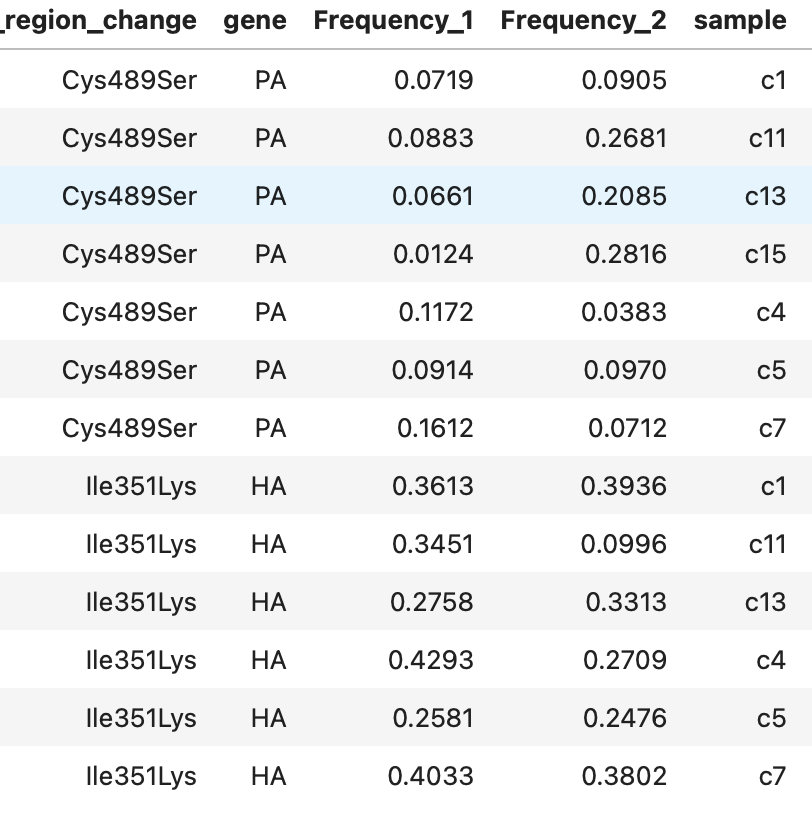 _region_change gene Frequency_1 Frequency_2 sample
Cys489Ser PA 0.0719 0.0905 c1
Cys489Ser PA 0.0883 0.2681 c11
Cys489Ser PA 0.0661 0.2085 c13
Cys489Ser PA 0.0124 0.2816 c15
Cys489Ser PA 0.1172 0.0383 c4
Cys489Ser PA 0.0914 0.0970 c5
Cys489Ser PA 0.1612 0.0712 c7
Ile351Lys HA 0.3613 0.3936 c1
Ile351Lys HA 0.3451 0.0996 c11
Ile351Lys HA 0.2758 0.3313 c13
Ile351Lys HA 0.4293 0.2709 c4
Ile351Lys HA 0.2581 0.2476 c5
Ile351Lys HA 0.4033 0.3802 c7